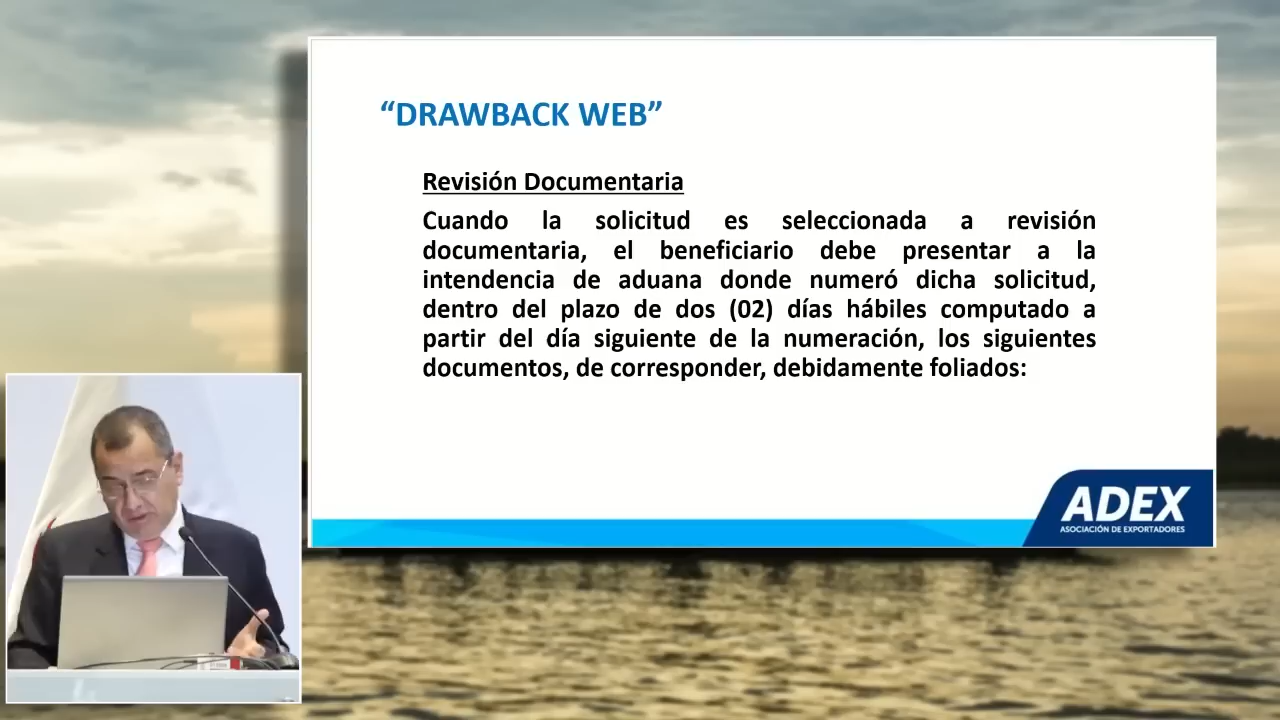 “DRAWBACK WEB”
Revisión Documentaria
Cuando la solicitud es seleccionada a revisión
documentaria, el beneficiario debe presentar a la
intendencia de aduana donde numeró dicha solicitud,
dentro del plazo de dos (02) días hábiles computado a
partir del día siguiente de la numeración, los siguientes
documentos, de corresponder, debidamente foliados:
ADEX
ASOCIACIÓN DE EXPORTADORES